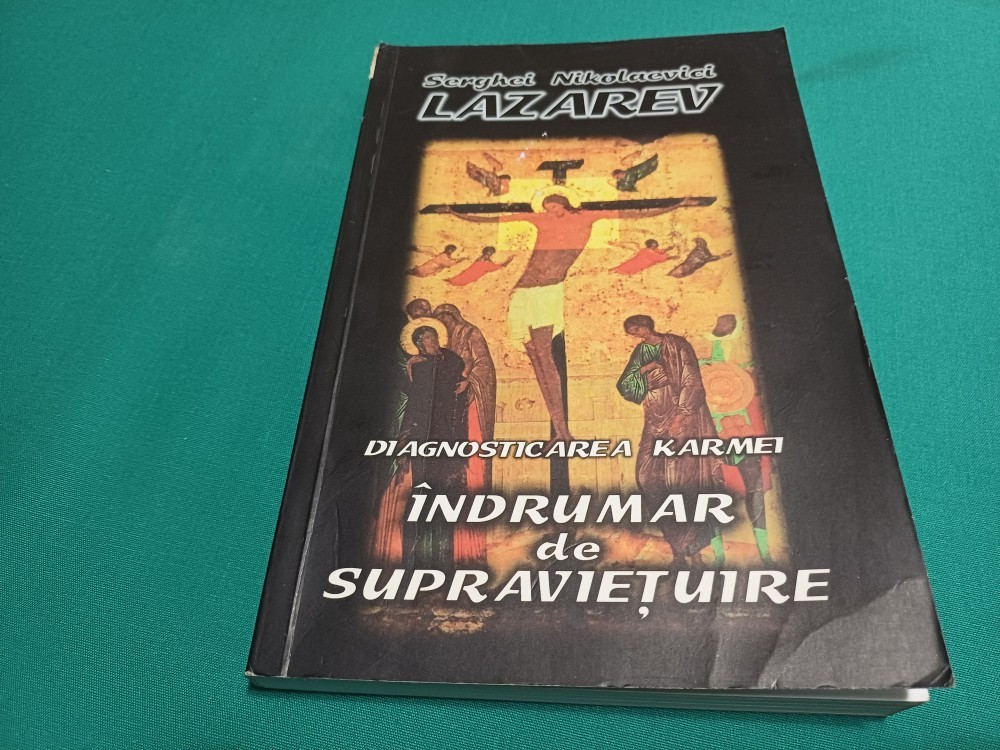 Serghei Nikolaevici
LAZAREV
DIAGNOSTICAREA KARMEI
ÎNDRUMAR
de
SUPRAVIEȚUIRE